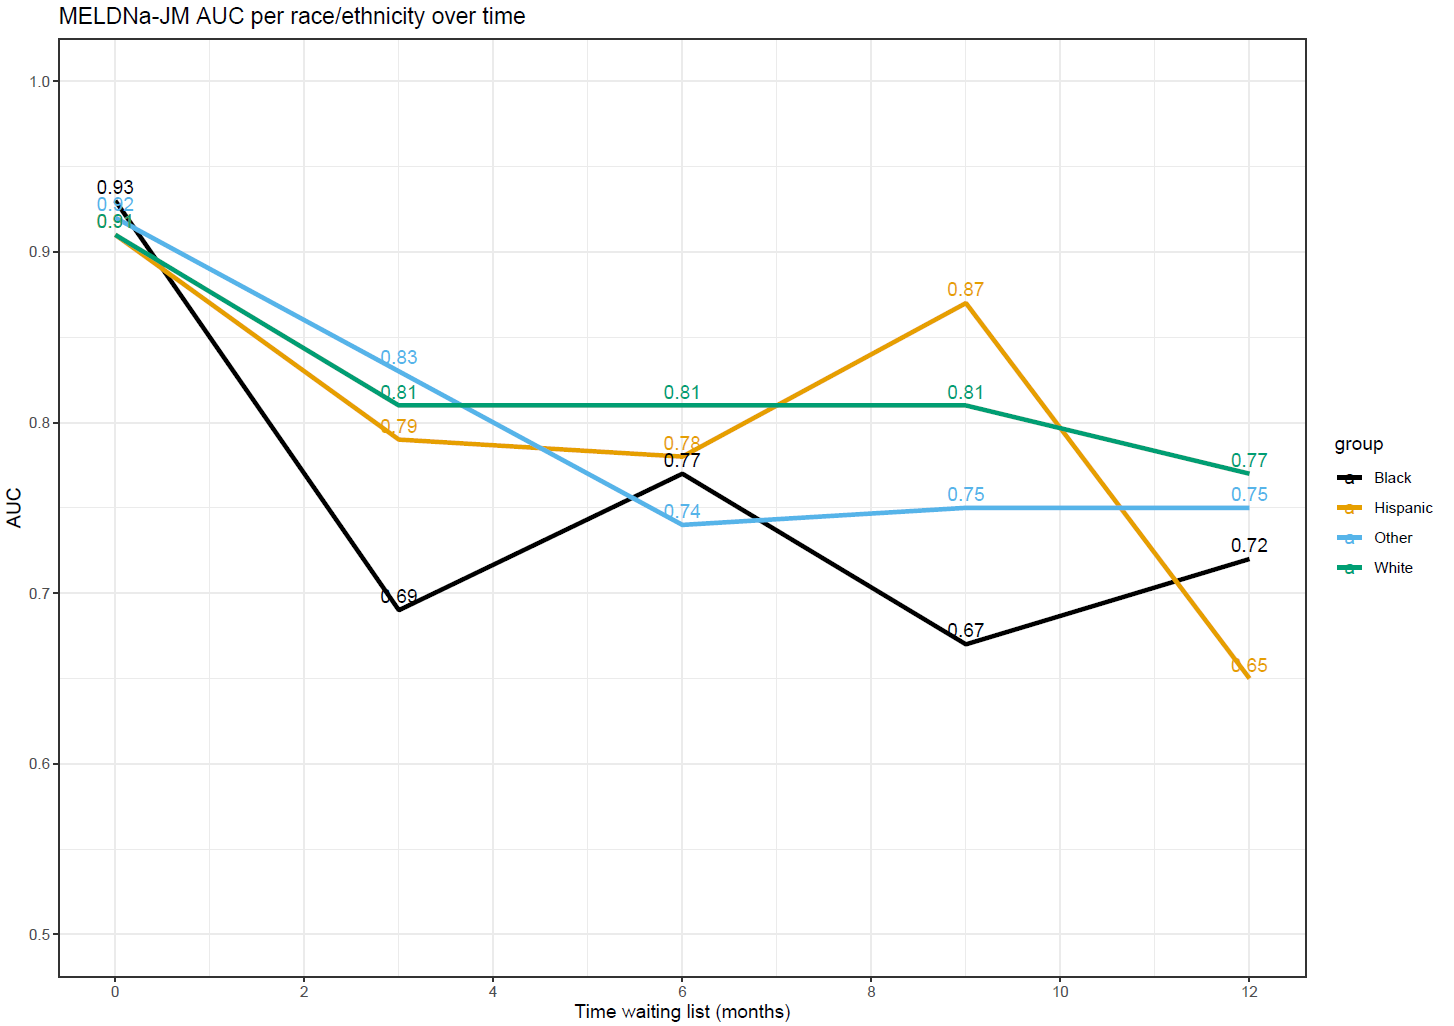 MELDNa-JM AUC per race/ethnicity over time
1.0
0.9
0.8
0.7
0.6
0.5
AUC
0.93
0.92
0.91
0.83
0.81
0.79
0.69
0.81
0.78
0.77
0.74
0.87
0.81
0.75
0.67
0.77
0.75
0.72
0.65
0 2 4 6 8 10 12
Time waiting list (months)
group
a Black
a Hispanic
a Other
a White